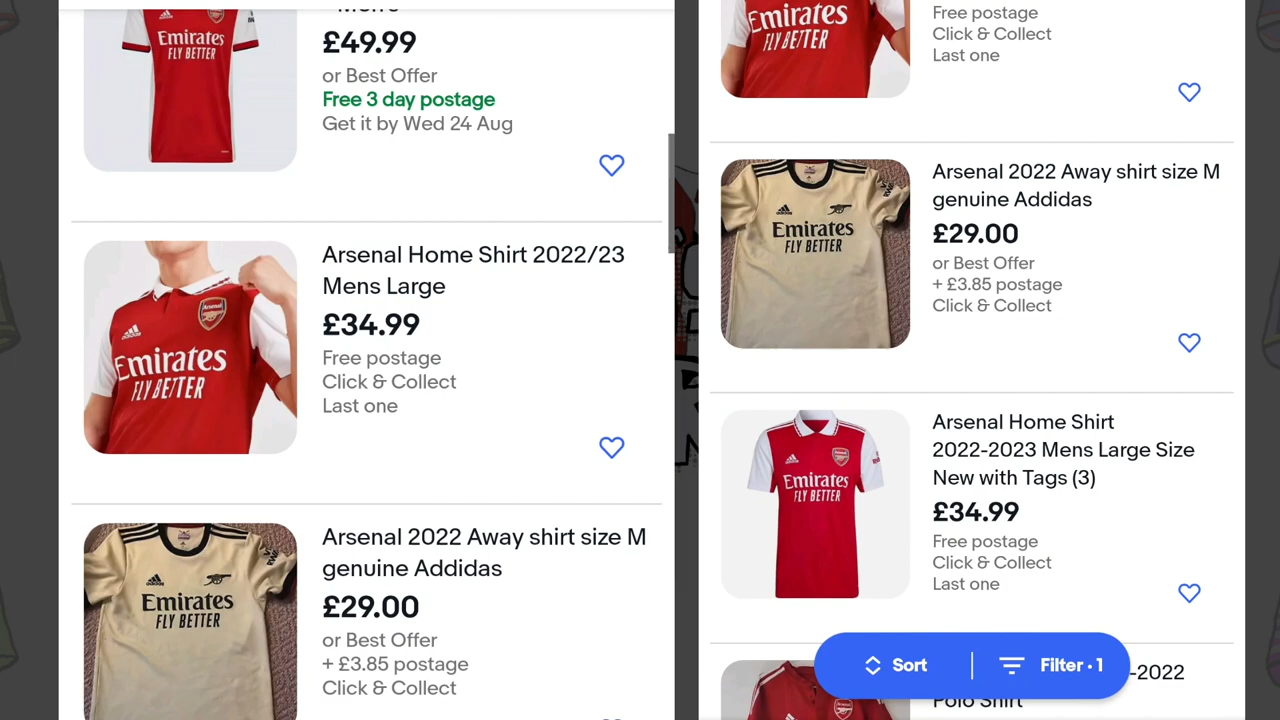 £49.99
or Best Offer
Free 3 day postage
Get it by Wed 24 Aug
Emirates
FLY BETTER
Arsenal Home Shirt 2022/23
Mens Large
£34.99
Free postage
Click & Collect
Last one
Arsenal
adidas
Emirates
FLY BETTER
Arsenal 2022 Away shirt size M
genuine Addidas
£29.00
or Best Offer
+ £3.85 postage
Click & Collect
adidas
Emirates
FLY BETTER
Free postage
Click & Collect
Last one
Emirates
FLY BETTER
Arsenal 2022 Away shirt size M
genuine Addidas
£29.00
or Best Offer
+ £3.85 postage
Click & Collect
adidas
Emirates
FLY BETTER
Arsenal Home Shirt
2022-2023 Mens Large Size
New with Tags (3)
£34.99
Free postage
Click & Collect
Last one
Emirates
FLY BETTER
-2022
Polo Shirt
Sort
Filter • 1